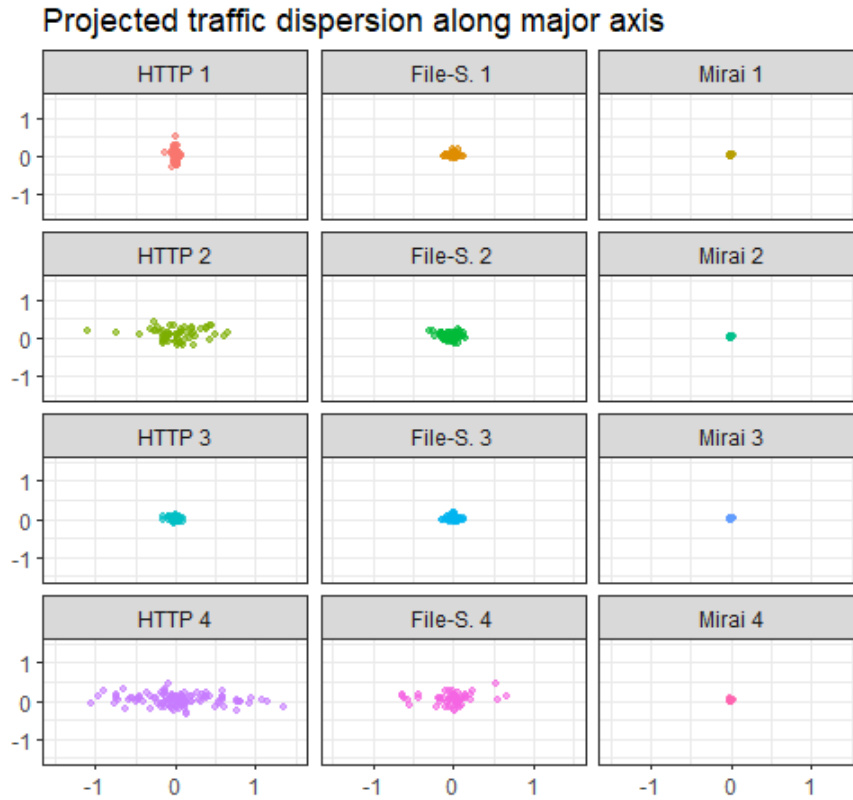 Projected traffic dispersion along major axis
HTTP 1 File-S. 1 Mirai 1
1
0
-1
HTTP 2 File-S. 2 Mirai 2
1
0
-1
HTTP 3 File-S. 3 Mirai 3
1
0
-1
HTTP 4 File-S. 4 Mirai 4
1
0
-1
-1 0 1 -1 0 1 -1 0 1